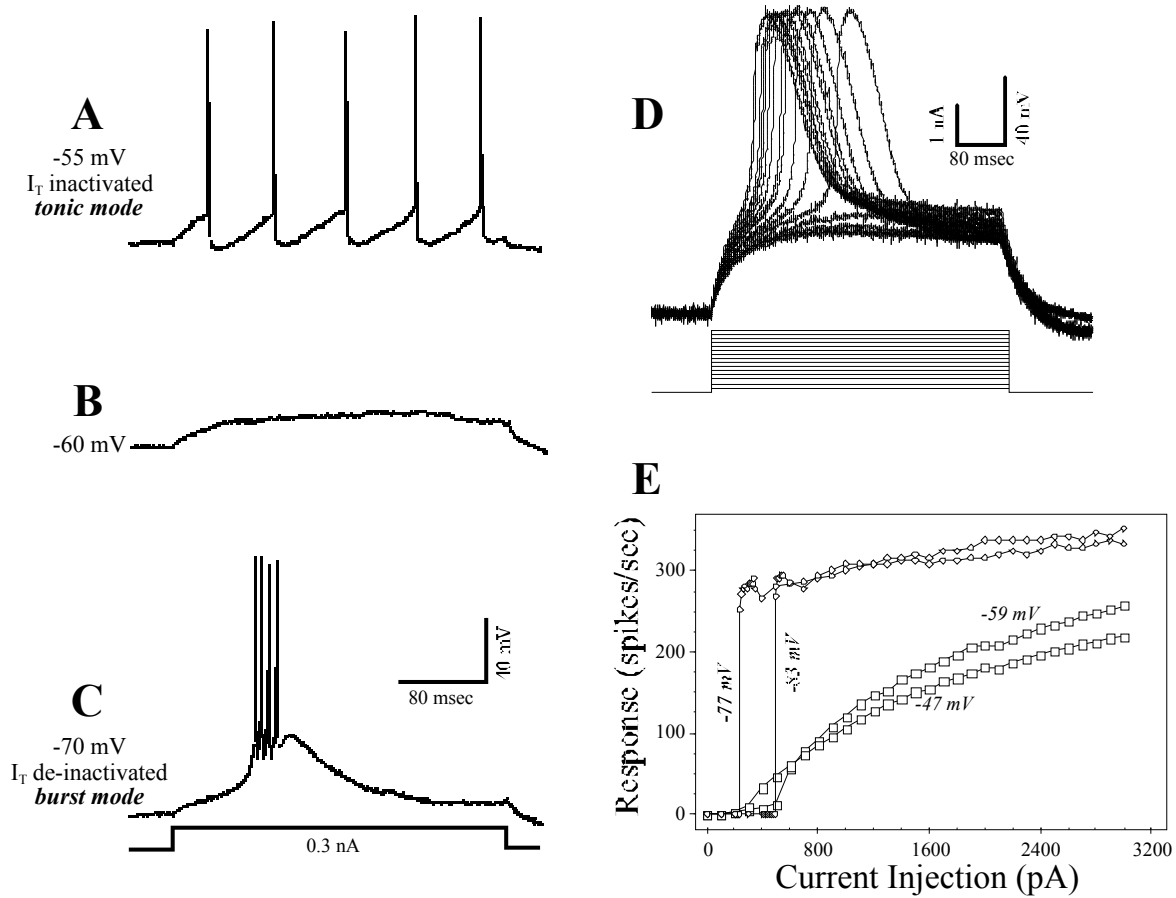 A
-55 mV
I_T inactivated
tonic mode
B
-60 mV
C
-70 mV
I_T de-inactivated
burst mode
40 mV
80 msec
0.3 nA
D
1 nA
40 mV
80 msec
E
Response (spikes/sec)
300
200
100
0
-77 mV
-83 mV
-59 mV
-47 mV
0
800
1600
2400
3200
Current Injection (pA)